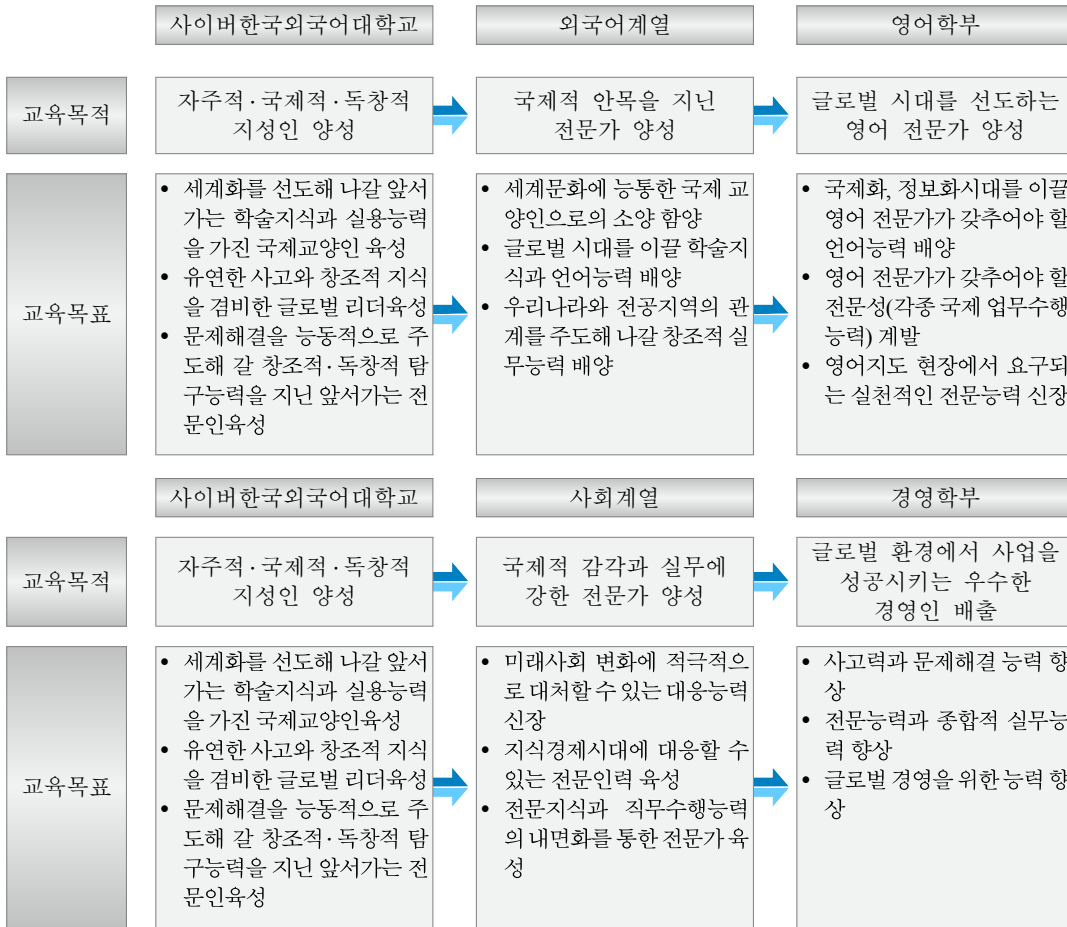 사이버한국외국어대학교
외국어계열
영어학부
교육목적
자주적·국제적·독창적
지성인 양성
국제적 안목을 지닌
전문가 양성
글로벌 시대를 선도하는
영어 전문가 양성
교육목표
• 세계화를 선도해 나갈 앞서
가는 학술지식과 실용능력
을 가진 국제교양인 육성
• 유연한 사고와 창조적 지식
을 겸비한 글로벌 리더육성
• 문제해결을 능동적으로 주
도해 갈 창조적·독창적 탐
구능력을 지닌 앞서가는 전
문인육성
• 세계문화에 능통한 국제 교
양인으로의 소양 함양
• 글로벌 시대를 이끌 학술지
식과 언어능력 배양
• 우리나라와 전공지역의 관
계를 주도해 나갈 창조적 실
무능력 배양
• 국제화, 정보화시대를 이끌
영어 전문가가 갖추어야 할
언어능력 배양
• 영어 전문가가 갖추어야 할
전문성(각종 국제 업무수행
능력) 계발
• 영어지도 현장에서 요구되
는 실천적인 전문능력 신장
사이버한국외국어대학교
사회계열
경영학부
교육목적
자주적·국제적·독창적
지성인 양성
국제적 감각과 실무에
강한 전문가 양성
글로벌 환경에서 사업을
성공시키는 우수한
경영인 배출
교육목표
• 세계화를 선도해 나갈 앞서
가는 학술지식과 실용능력
을 가진 국제교양인육성
• 유연한 사고와 창조적 지식
을 겸비한 글로벌 리더육성
• 문제해결을 능동적으로 주
도해 갈 창조적·독창적 탐
구능력을 지닌 앞서가는 전
문인육성
• 미래사회 변화에 적극적으
로 대처할 수 있는 대응능력
신장
• 지식경제시대에 대응할 수
있는 전문인력 육성
• 전문지식과 직무수행능력
의 내면화를 통한 전문가 육
성
• 사고력과 문제해결 능력 향
상
• 전문능력과 종합적 실무능
력 향상
• 글로벌 경영을 위한 능력 향
상